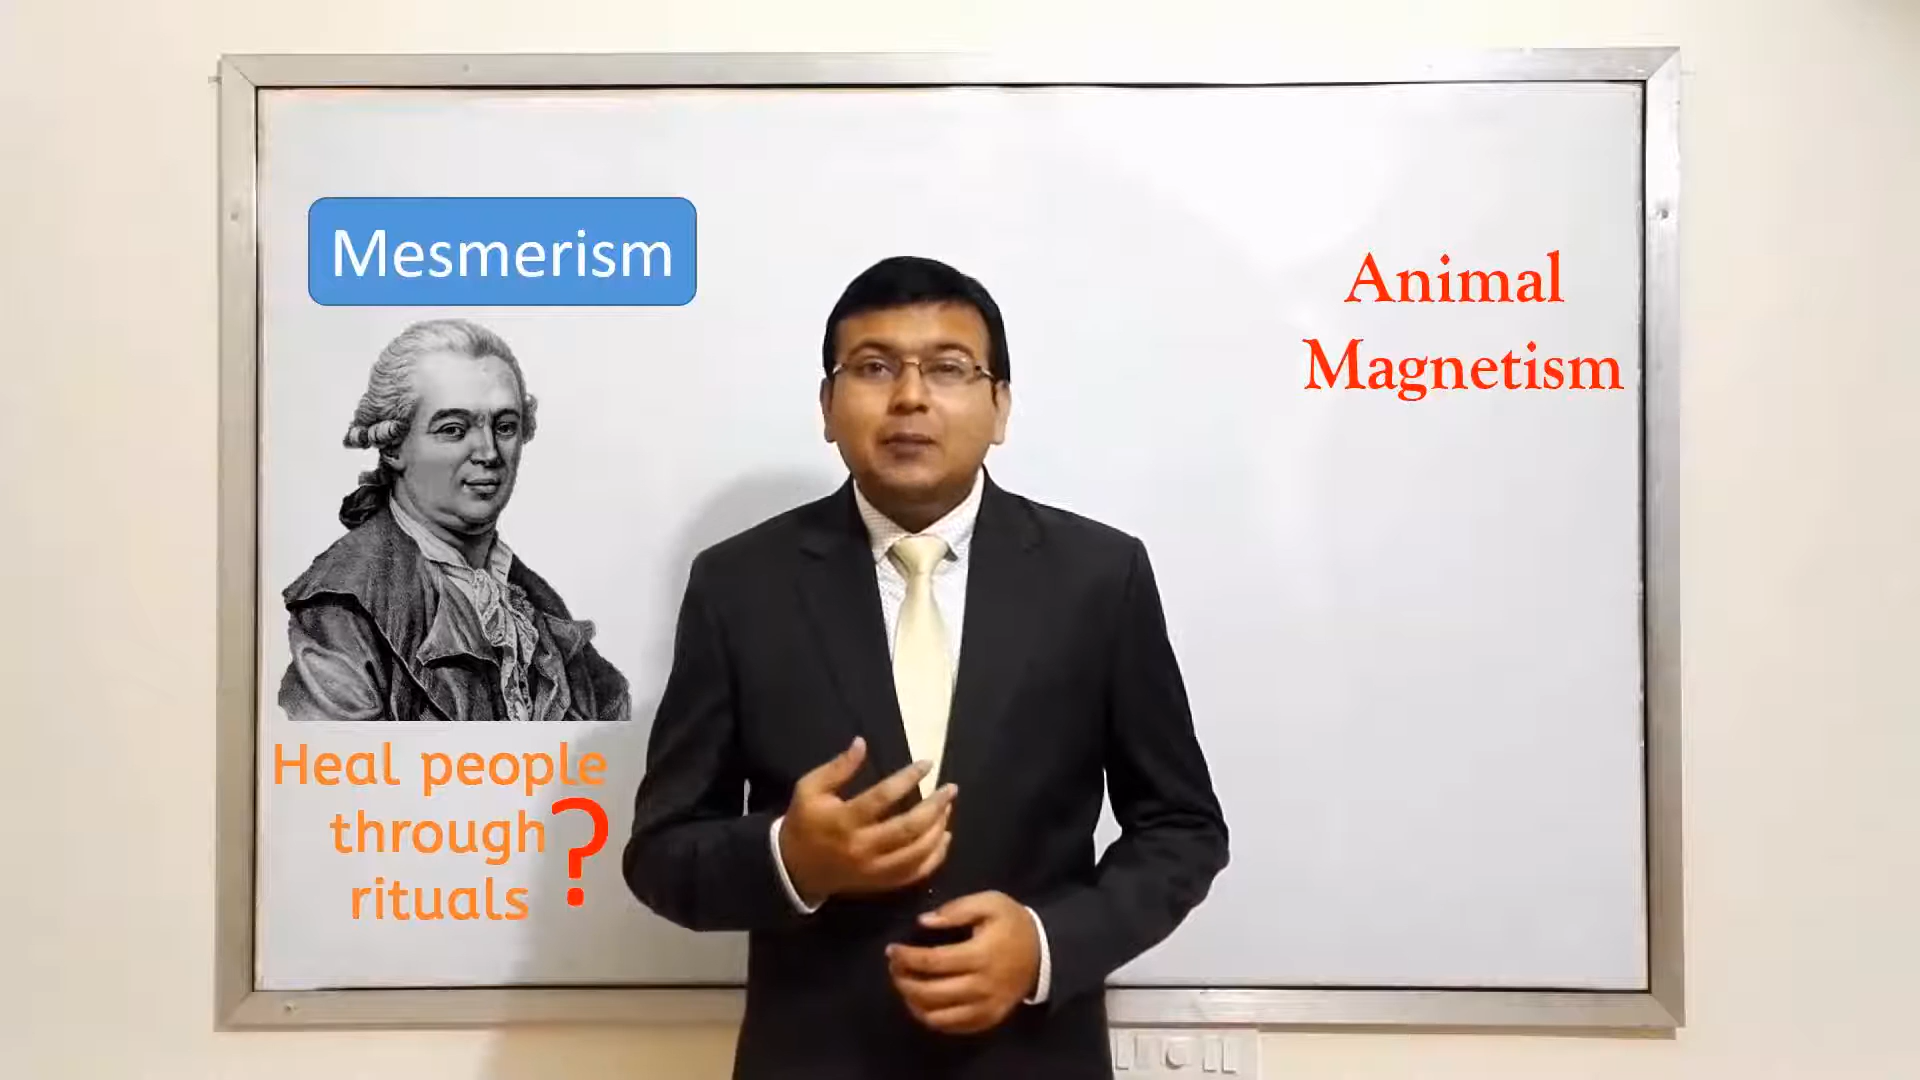 Mesmerism
Animal
Magnetism
Heal people
through?
rituals